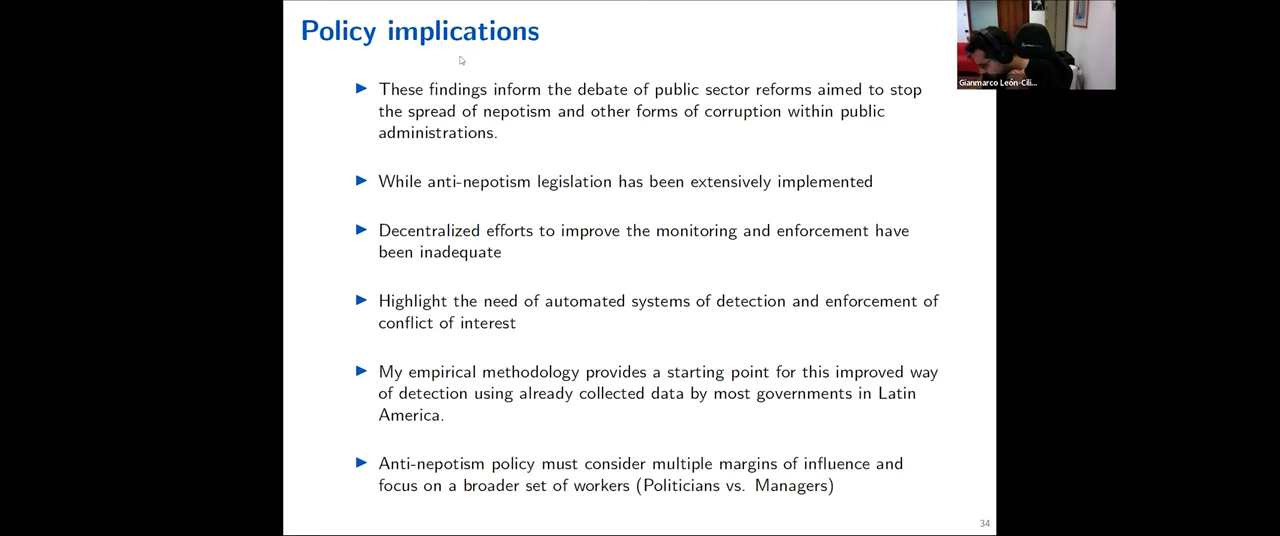 Policy implications
Gianmarco León-Cili...
▶ These findings inform the debate of public sector reforms aimed to stop
the spread of nepotism and other forms of corruption within public
administrations.
▶ While anti-nepotism legislation has been extensively implemented
▶ Decentralized efforts to improve the monitoring and enforcement have
been inadequate
▶ Highlight the need of automated systems of detection and enforcement of
conflict of interest
▶ My empirical methodology provides a starting point for this improved way
of detection using already collected data by most governments in Latin
America.
▶ Anti-nepotism policy must consider multiple margins of influence and
focus on a broader set of workers (Politicians vs. Managers)
34